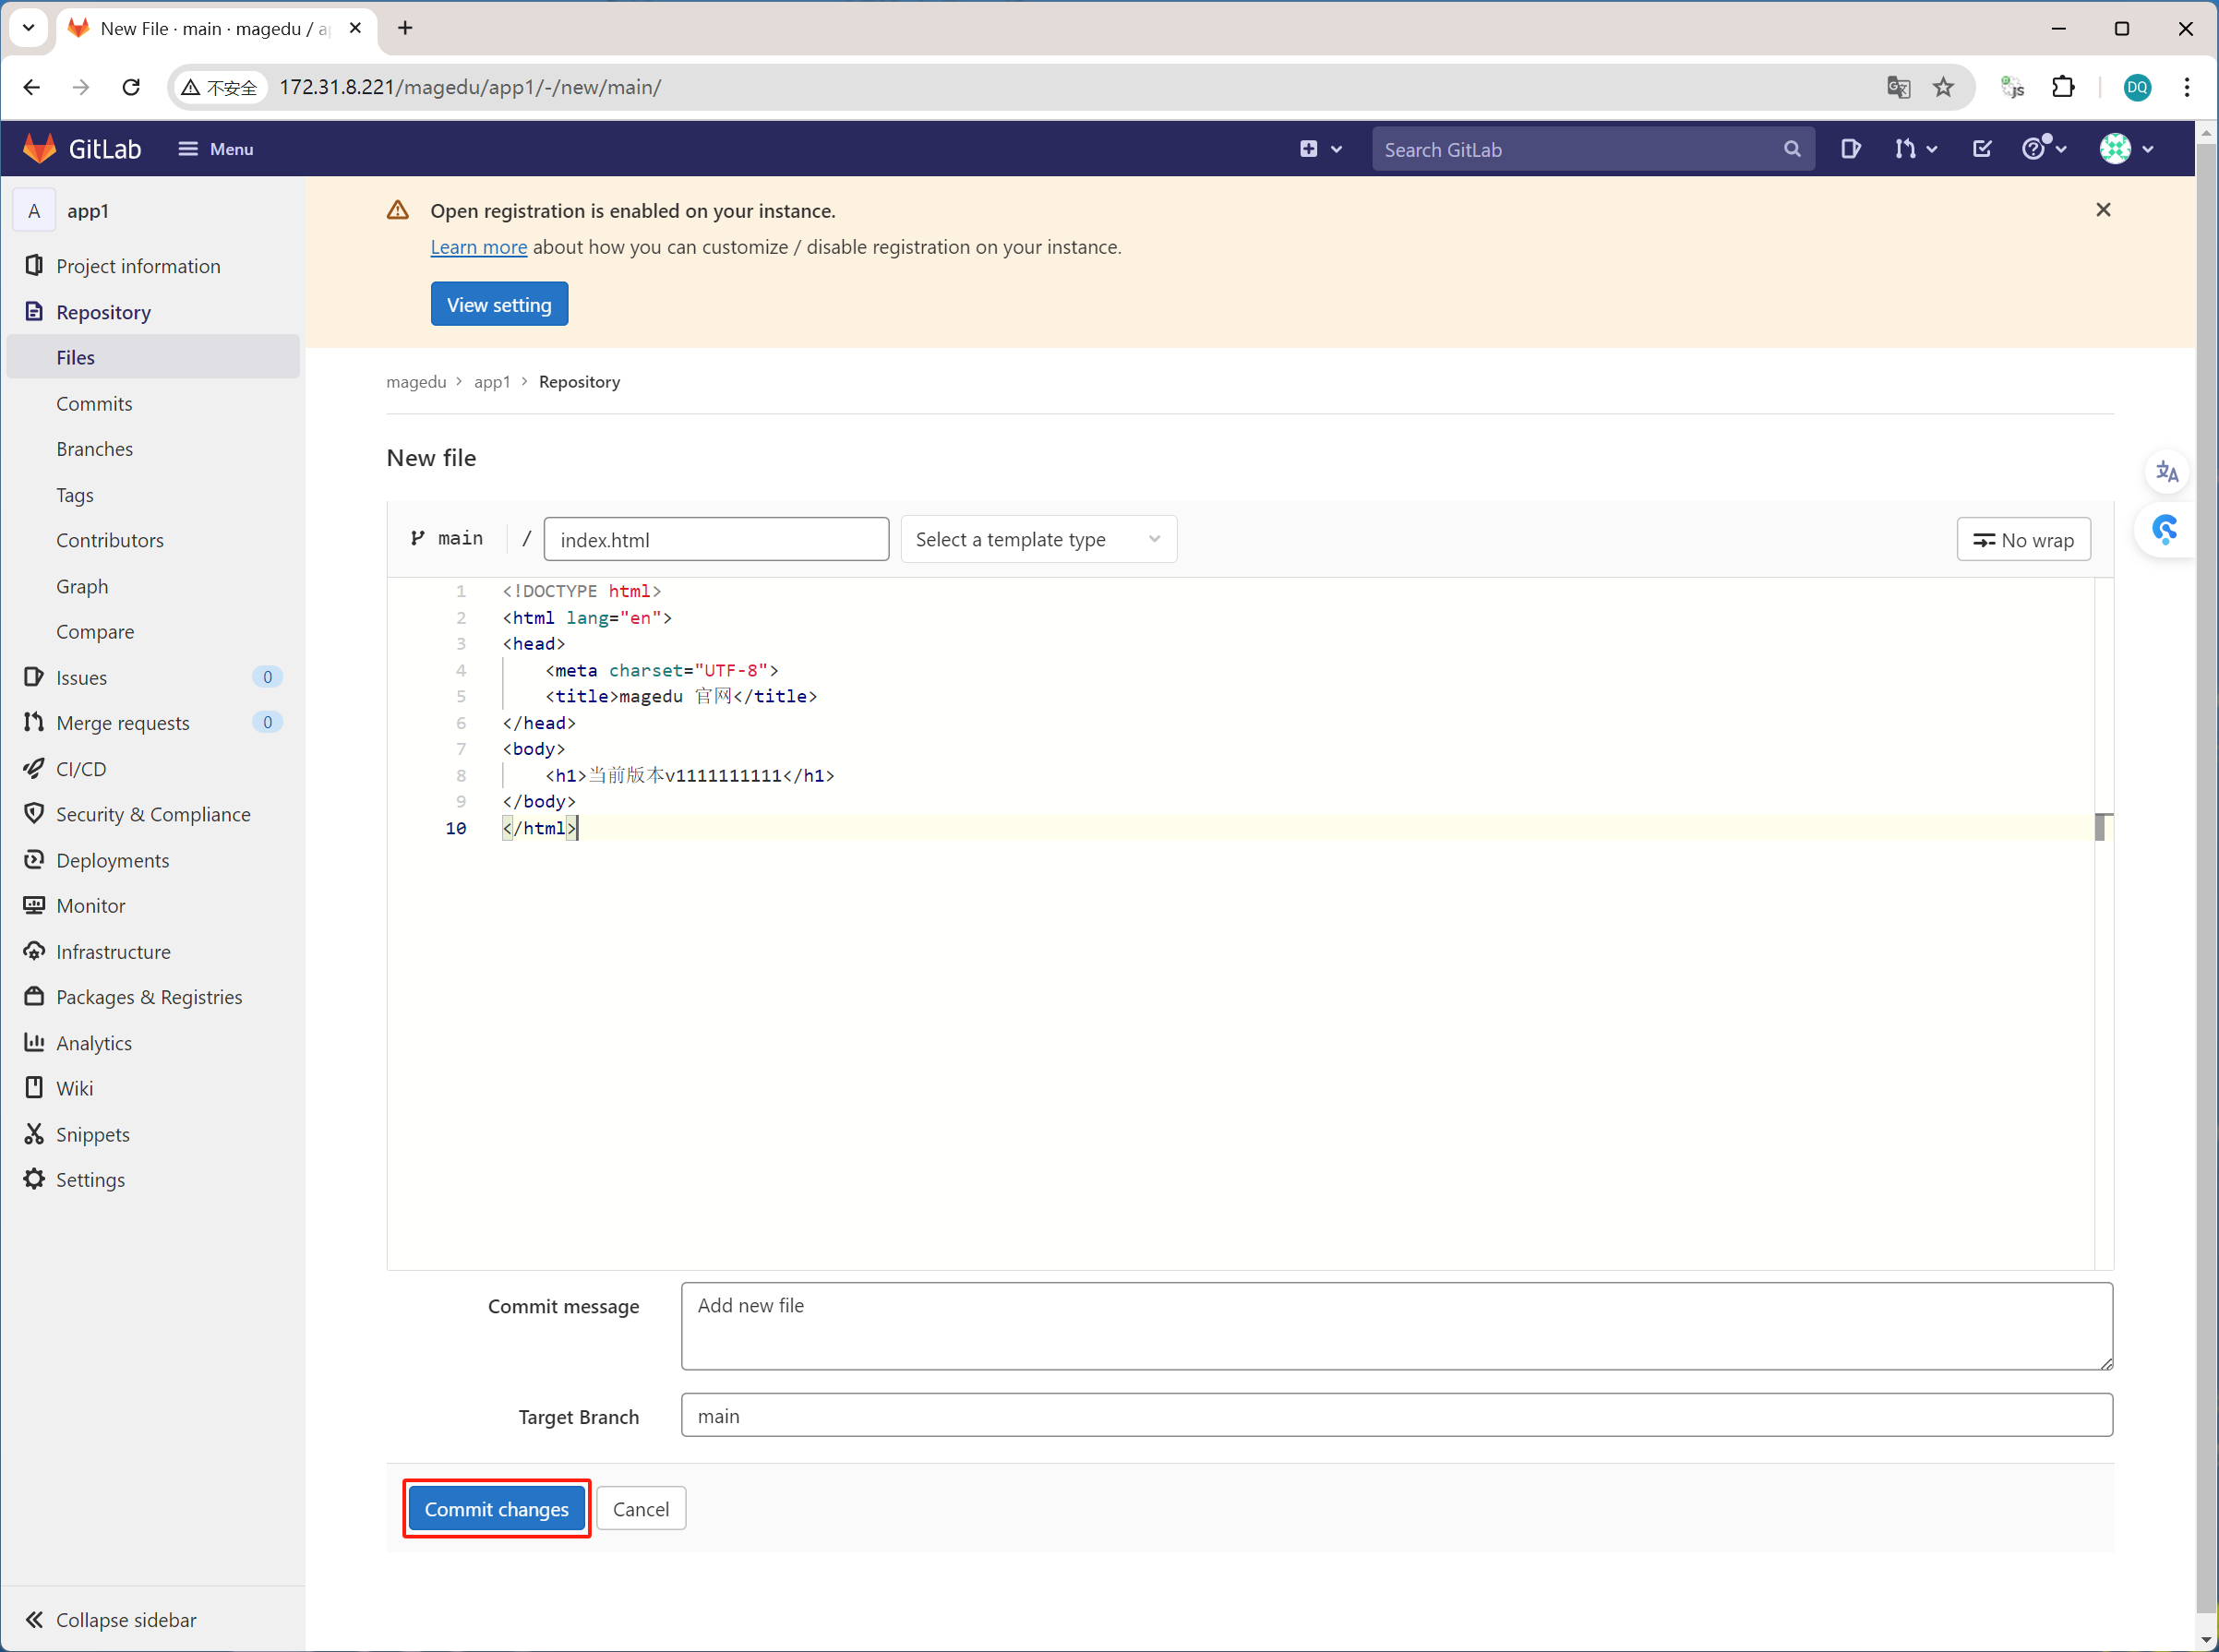 New File · main · magedu / a
不安全
172.31.8.221/magedu/app1/-/new/main/
DQ
GitLab
Menu
Search GitLab
A
app1
Project information
Repository
Files
Commits
Branches
Tags
Contributors
Graph
Compare
Issues
0
Merge requests
0
CI/CD
Security & Compliance
Deployments
Monitor
Infrastructure
Packages & Registries
Analytics
Wiki
Snippets
Settings
Collapse sidebar
Open registration is enabled on your instance.
Learn more about how you can customize / disable registration on your instance.
View setting
magedu > app1 > Repository
New file
main
/
index.html
Select a template type
No wrap
1 <!DOCTYPE html>
2 <html lang="en">
3 <head>
4 <meta charset="UTF-8">
5 <title>magedu 官网</title>
6 </head>
7 <body>
8 <h1>当前版本v1111111111</h1>
9 </body>
10 </html>
Commit message
Add new file
Target Branch
main
Commit changes
Cancel